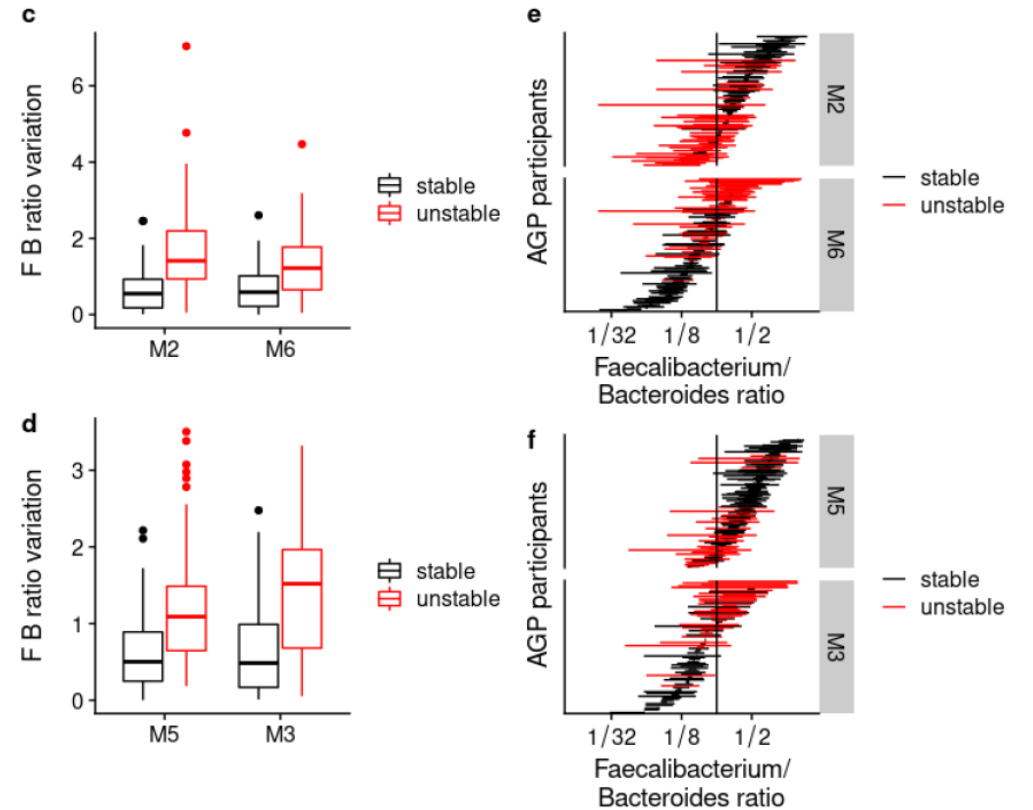 c
F B ratio variation
6
4
2
0
M2
M6
stable
unstable
e
AGP participants
M2
M6
1/32
1/8
1/2
Faecalibacterium/
Bacteroides ratio
stable
unstable
d
F B ratio variation
3
2
1
0
M5
M3
stable
unstable
f
AGP participants
M5
M3
1/32
1/8
1/2
Faecalibacterium/
Bacteroides ratio
stable
unstable